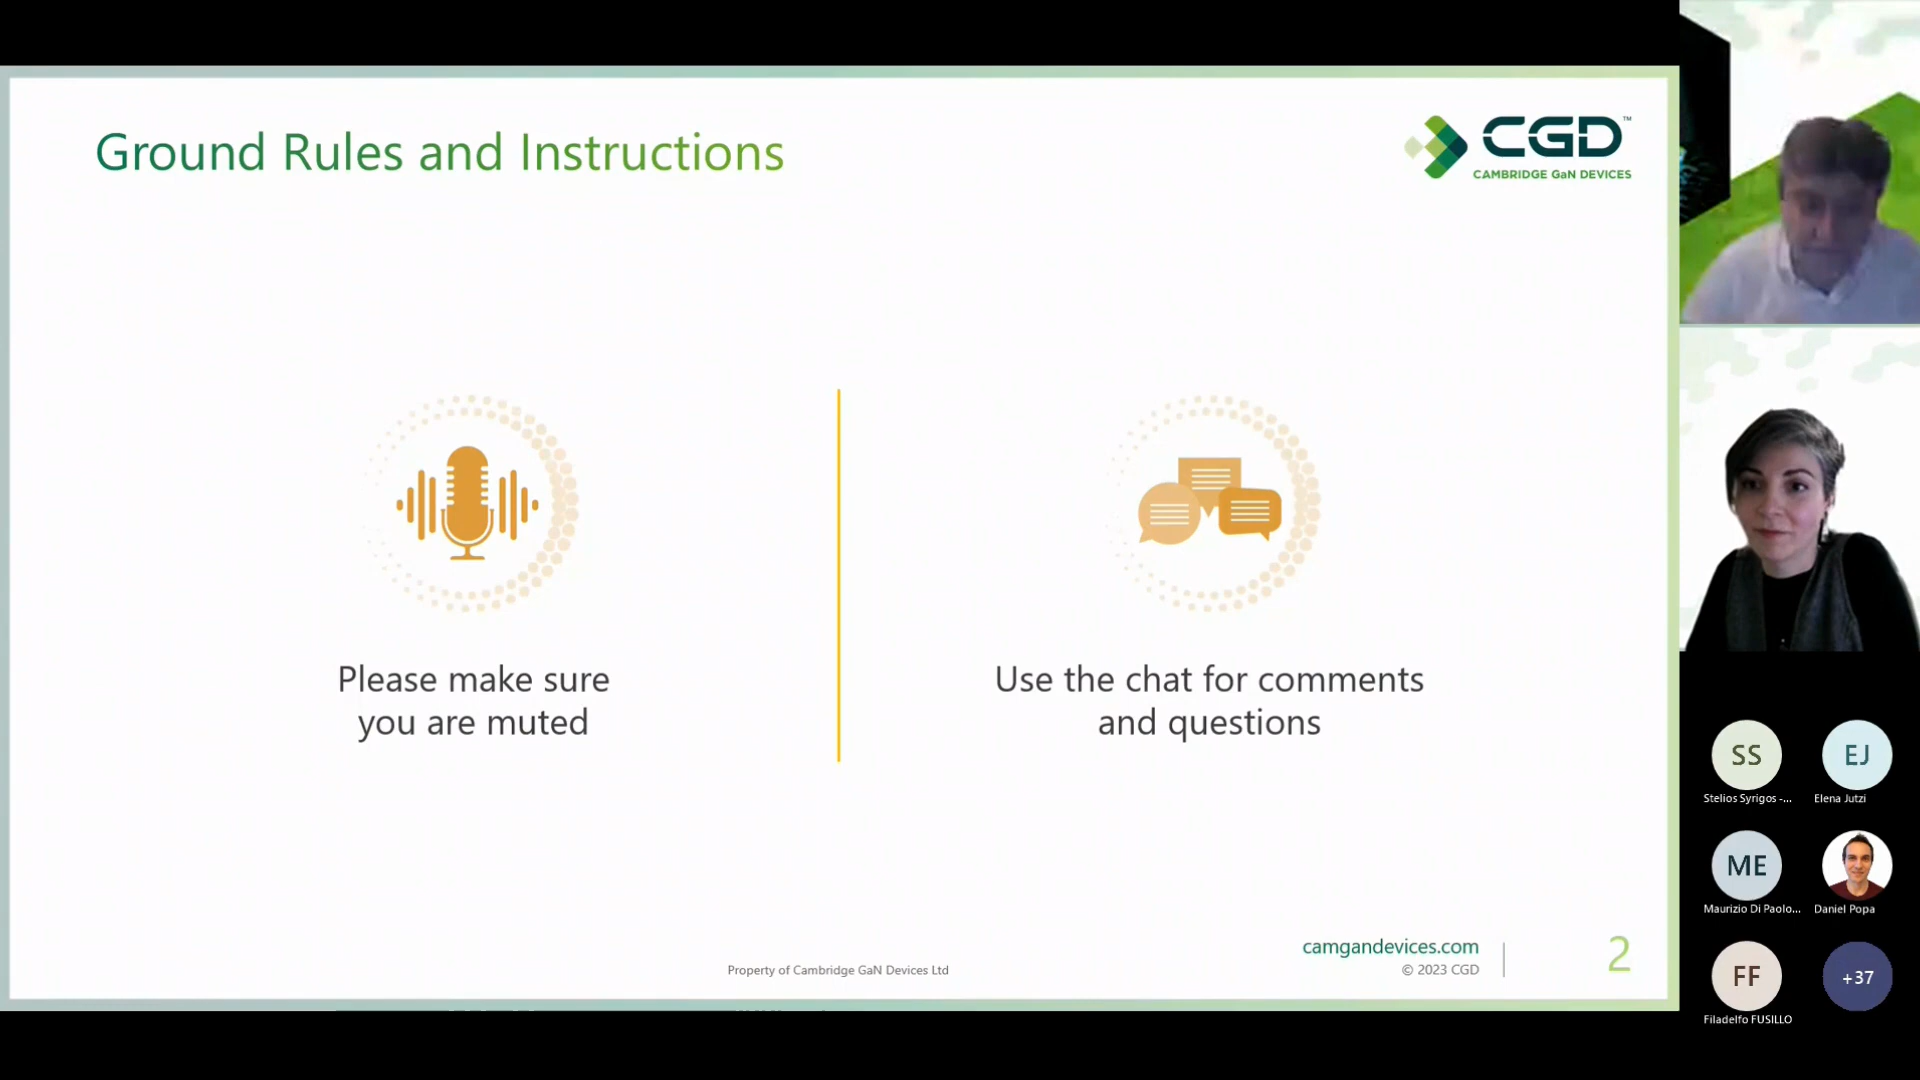 Ground Rules and Instructions
CGD™
CAMBRIDGE GaN DEVICES
Please make sure
you are muted
Use the chat for comments
and questions
Property of Cambridge GaN Devices Ltd
camgandevices.com
© 2023 CGD
2
SS
EJ
Stelios Syrigos -...
Elena Jutzi
ME
Maurizio Di Paolo...
Daniel Popa
FF
+37
Filadelfo FUSILLO